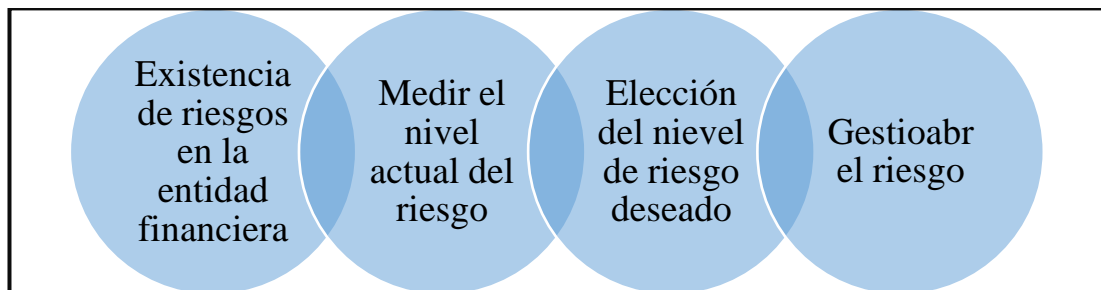 Existencia
de riesgos
en la
entidad
financiera
Medir el
nivel
actual del
riesgo
Elección
del nievel
de riesgo
deseado
Gestioabr
el riesgo